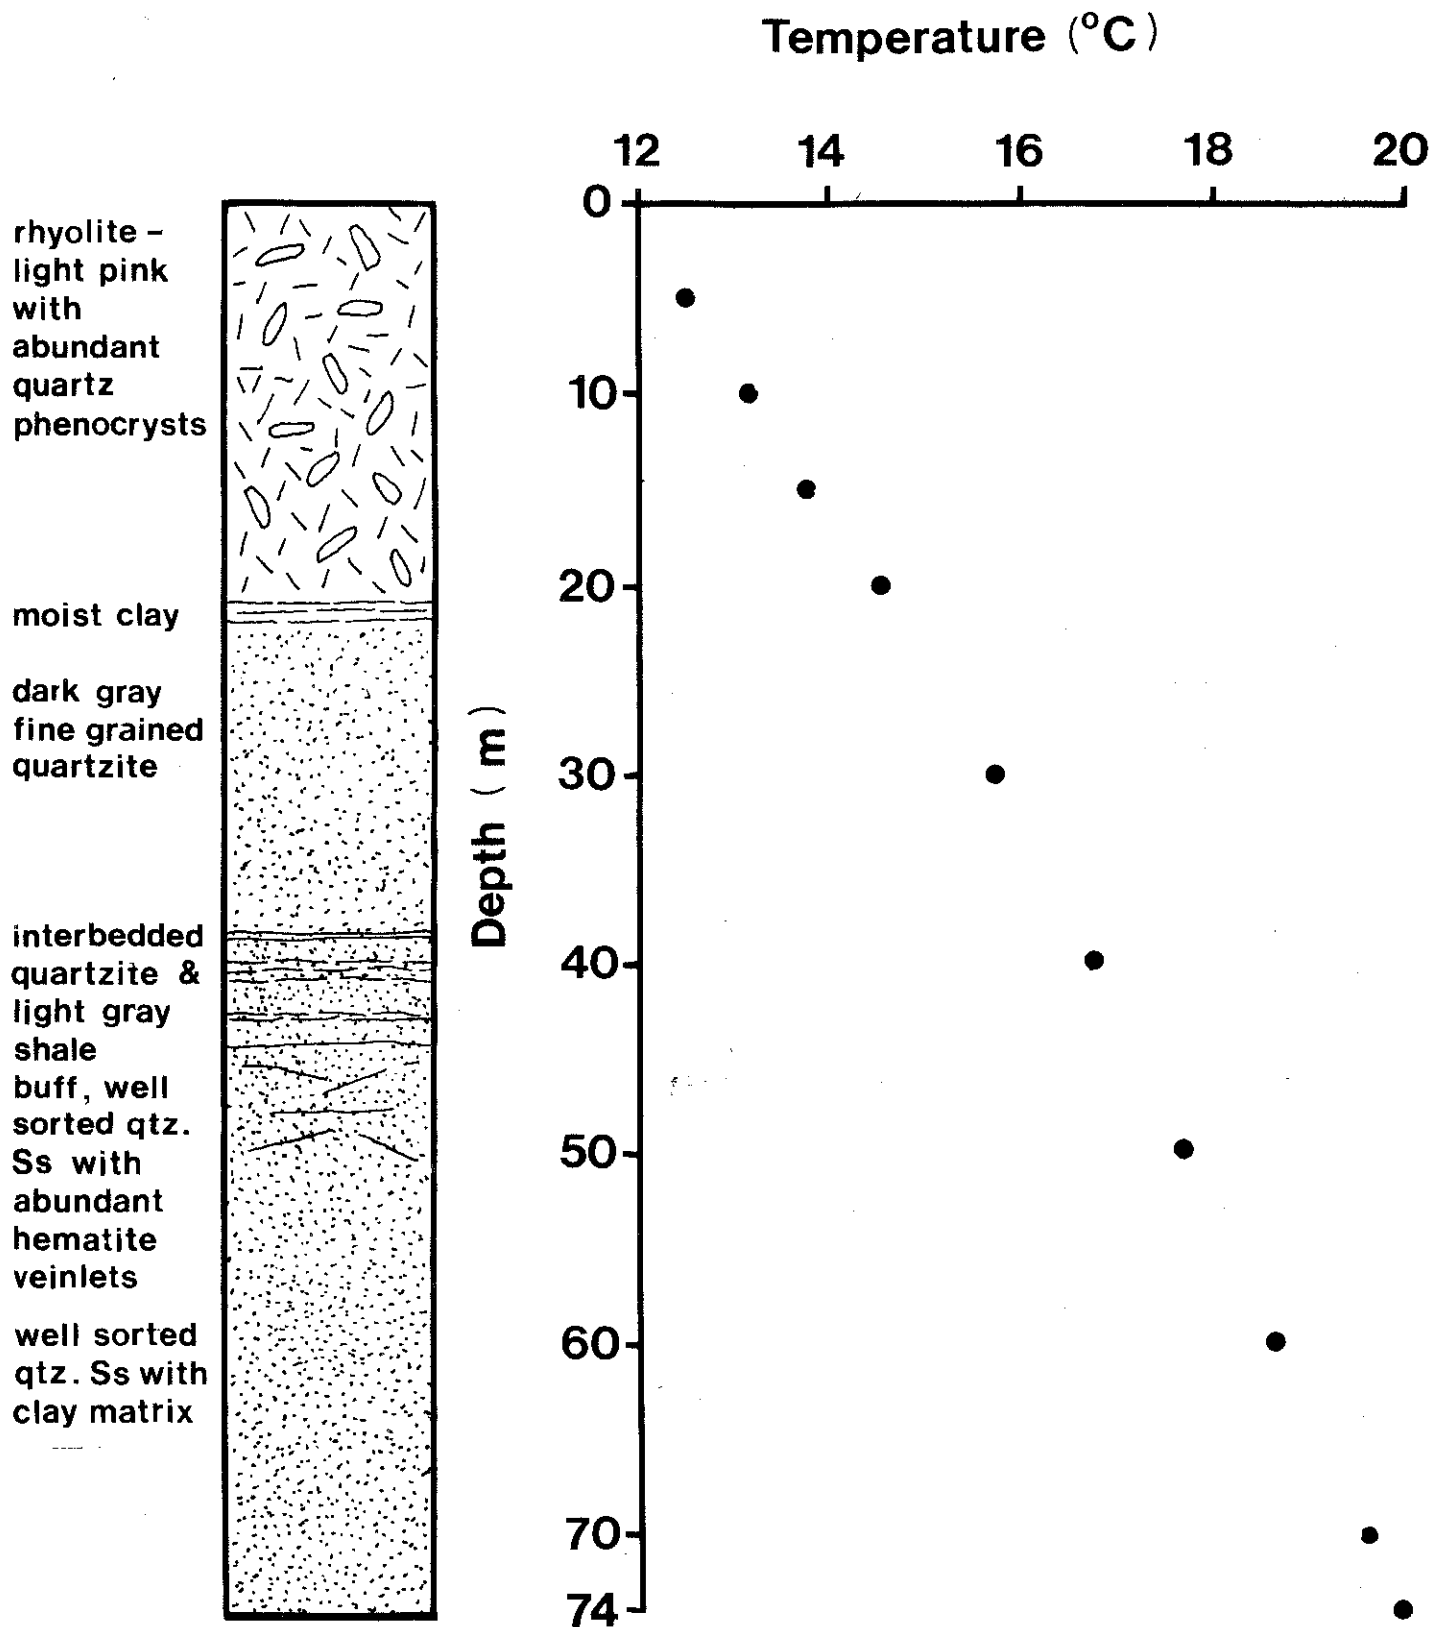 Temperature (°C)
12 14 16 18 20
rhyolite –
light pink
with
abundant
quartz
phenocrysts
moist clay
dark gray
fine grained
quartzite
interbedded
quartzite &
light gray
shale
buff, well
sorted qtz.
Ss with
abundant
hematite
veinlets
well sorted
qtz. Ss with
clay matrix
Depth (m)
0
10
20
30
40
50
60
70
74